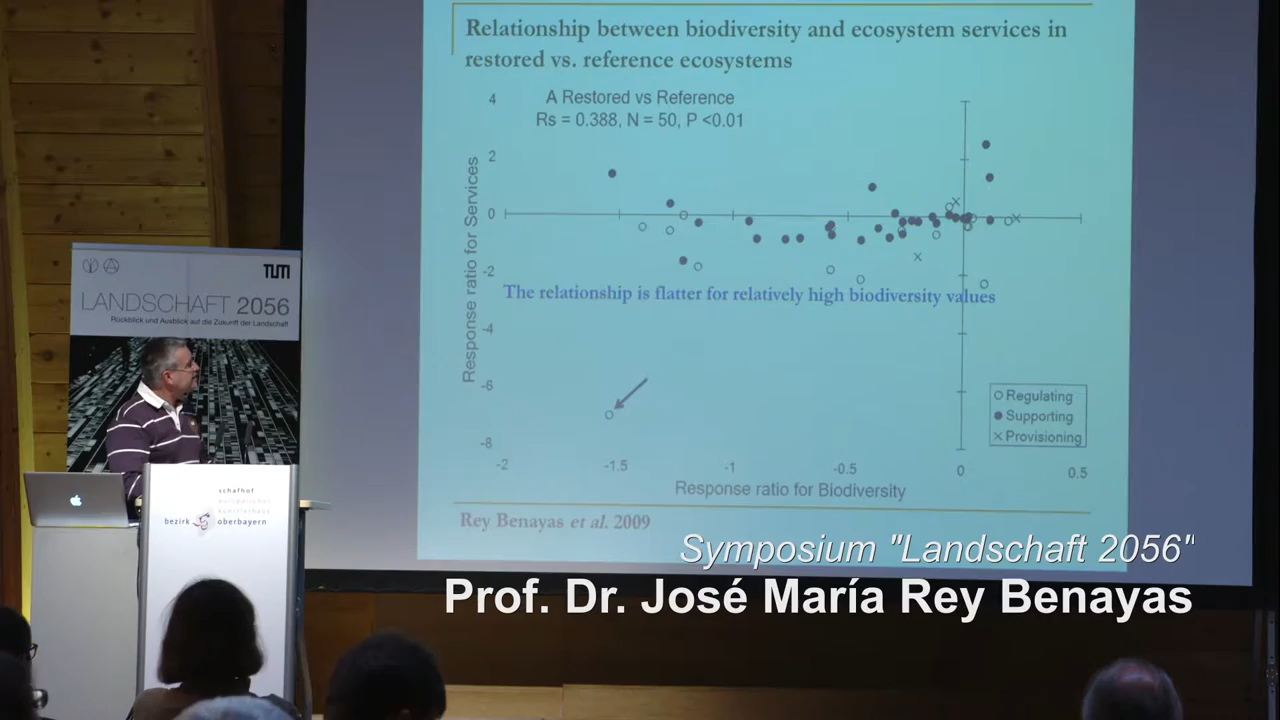 Relationship between biodiversity and ecosystem services in
restored vs. reference ecosystems
A Restored vs Reference
Rs = 0.388, N = 50, P <0.01
Response ratio for Services
4
2
0
-2
-4
-6
-8
The relationship is flatter for relatively high biodiversity values
Regulating
Supporting
Provisioning
-2
-1.5
-1
-0.5
0
0.5
Response ratio for Biodiversity
Rey Benayas et al. 2009
TUM
LANDSCHAFT 2056
Rückblick und Ausblick auf die Zukunft der Landschaft
schafhof
europäisches
künstlerhaus
bezirk oberbayern
Symposium "Landschaft 2056"
Prof. Dr. José María Rey Benayas